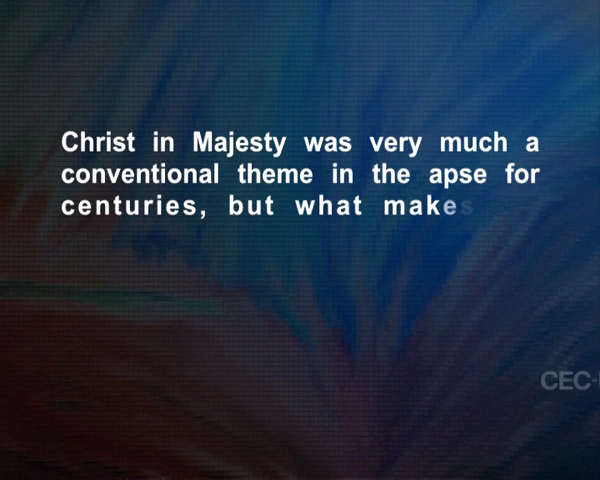 Christ in Majesty was very much a
conventional theme in the apse for
centuries, but what makes
CEC-